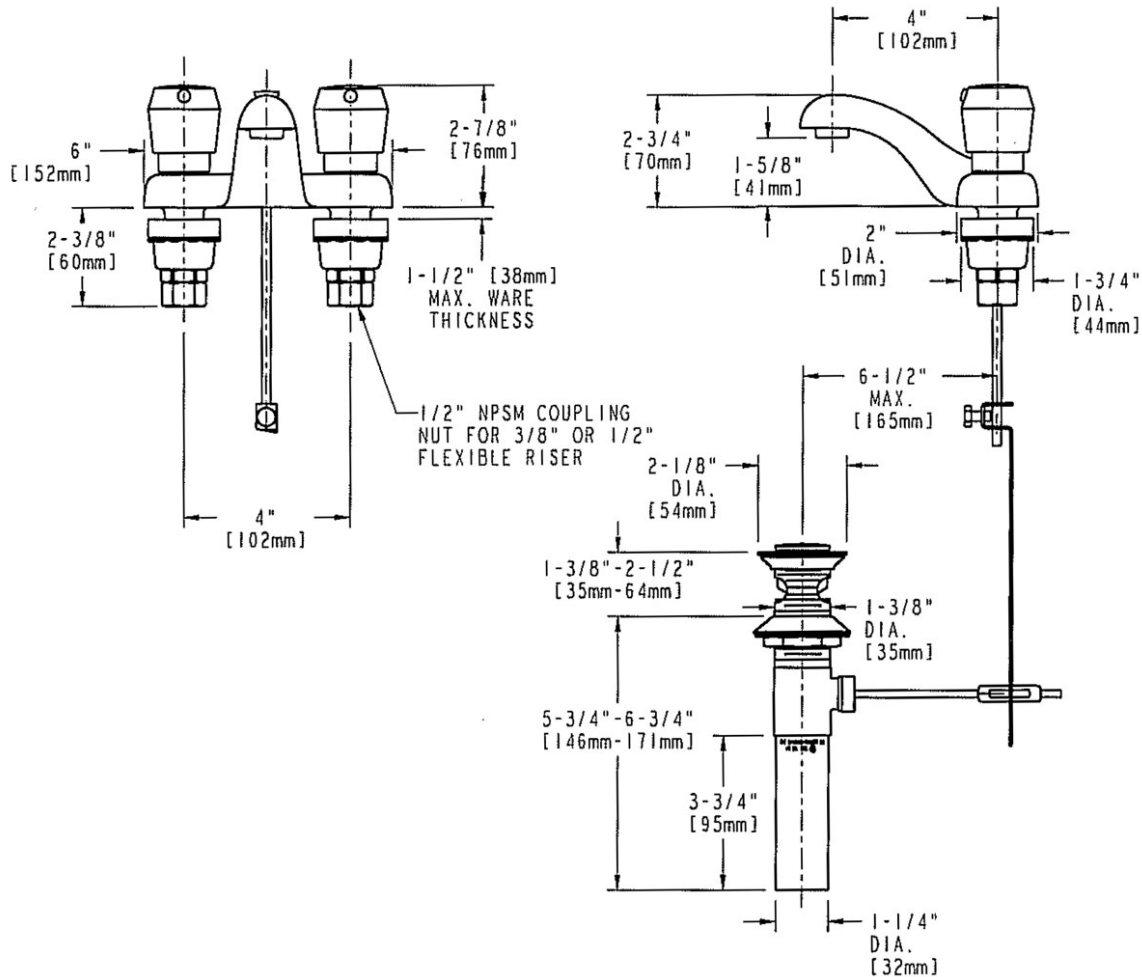 4"
[102mm]
6"
[152mm]
2-7/8"
[76mm]
2-3/8"
[60mm]
1-1/2" [38mm]
MAX. WARE
THICKNESS
1/2" NPSM COUPLING
NUT FOR 3/8" OR 1/2"
FLEXIBLE RISER
4"
[102mm]
2-3/4"
[70mm]
1-5/8"
[41mm]
2"
DIA.
[51mm]
1-3/4"
DIA.
[44mm]
6-1/2"
MAX.
[165mm]
2-1/8"
DIA.
[54mm]
1-3/8"-2-1/2"
[35mm-64mm]
1-3/8"
DIA.
[35mm]
5-3/4"-6-3/4"
[146mm-171mm]
3-3/4"
[95mm]
1-1/4"
DIA.
[32mm]